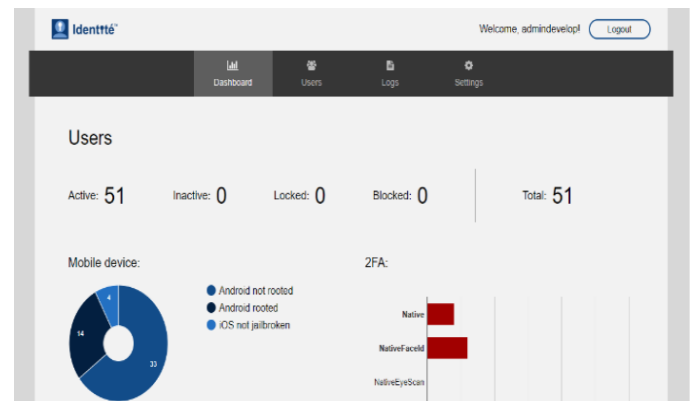 Identité™
Welcome, admindevelop!
Logout
Dashboard
Users
Logs
Settings
Users
Active: 51
Inactive: 0
Locked: 0
Blocked: 0
Total: 51
Mobile device:
4
14
33
Android not rooted
Android rooted
iOS not jailbroken
2FA:
Native
NativeFaceId
NativeEyeScan